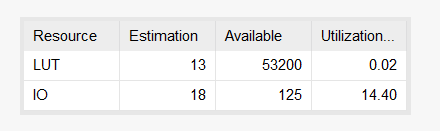 Resource Estimation Available Utilization...
LUT 13 53200 0.02
IO 18 125 14.40